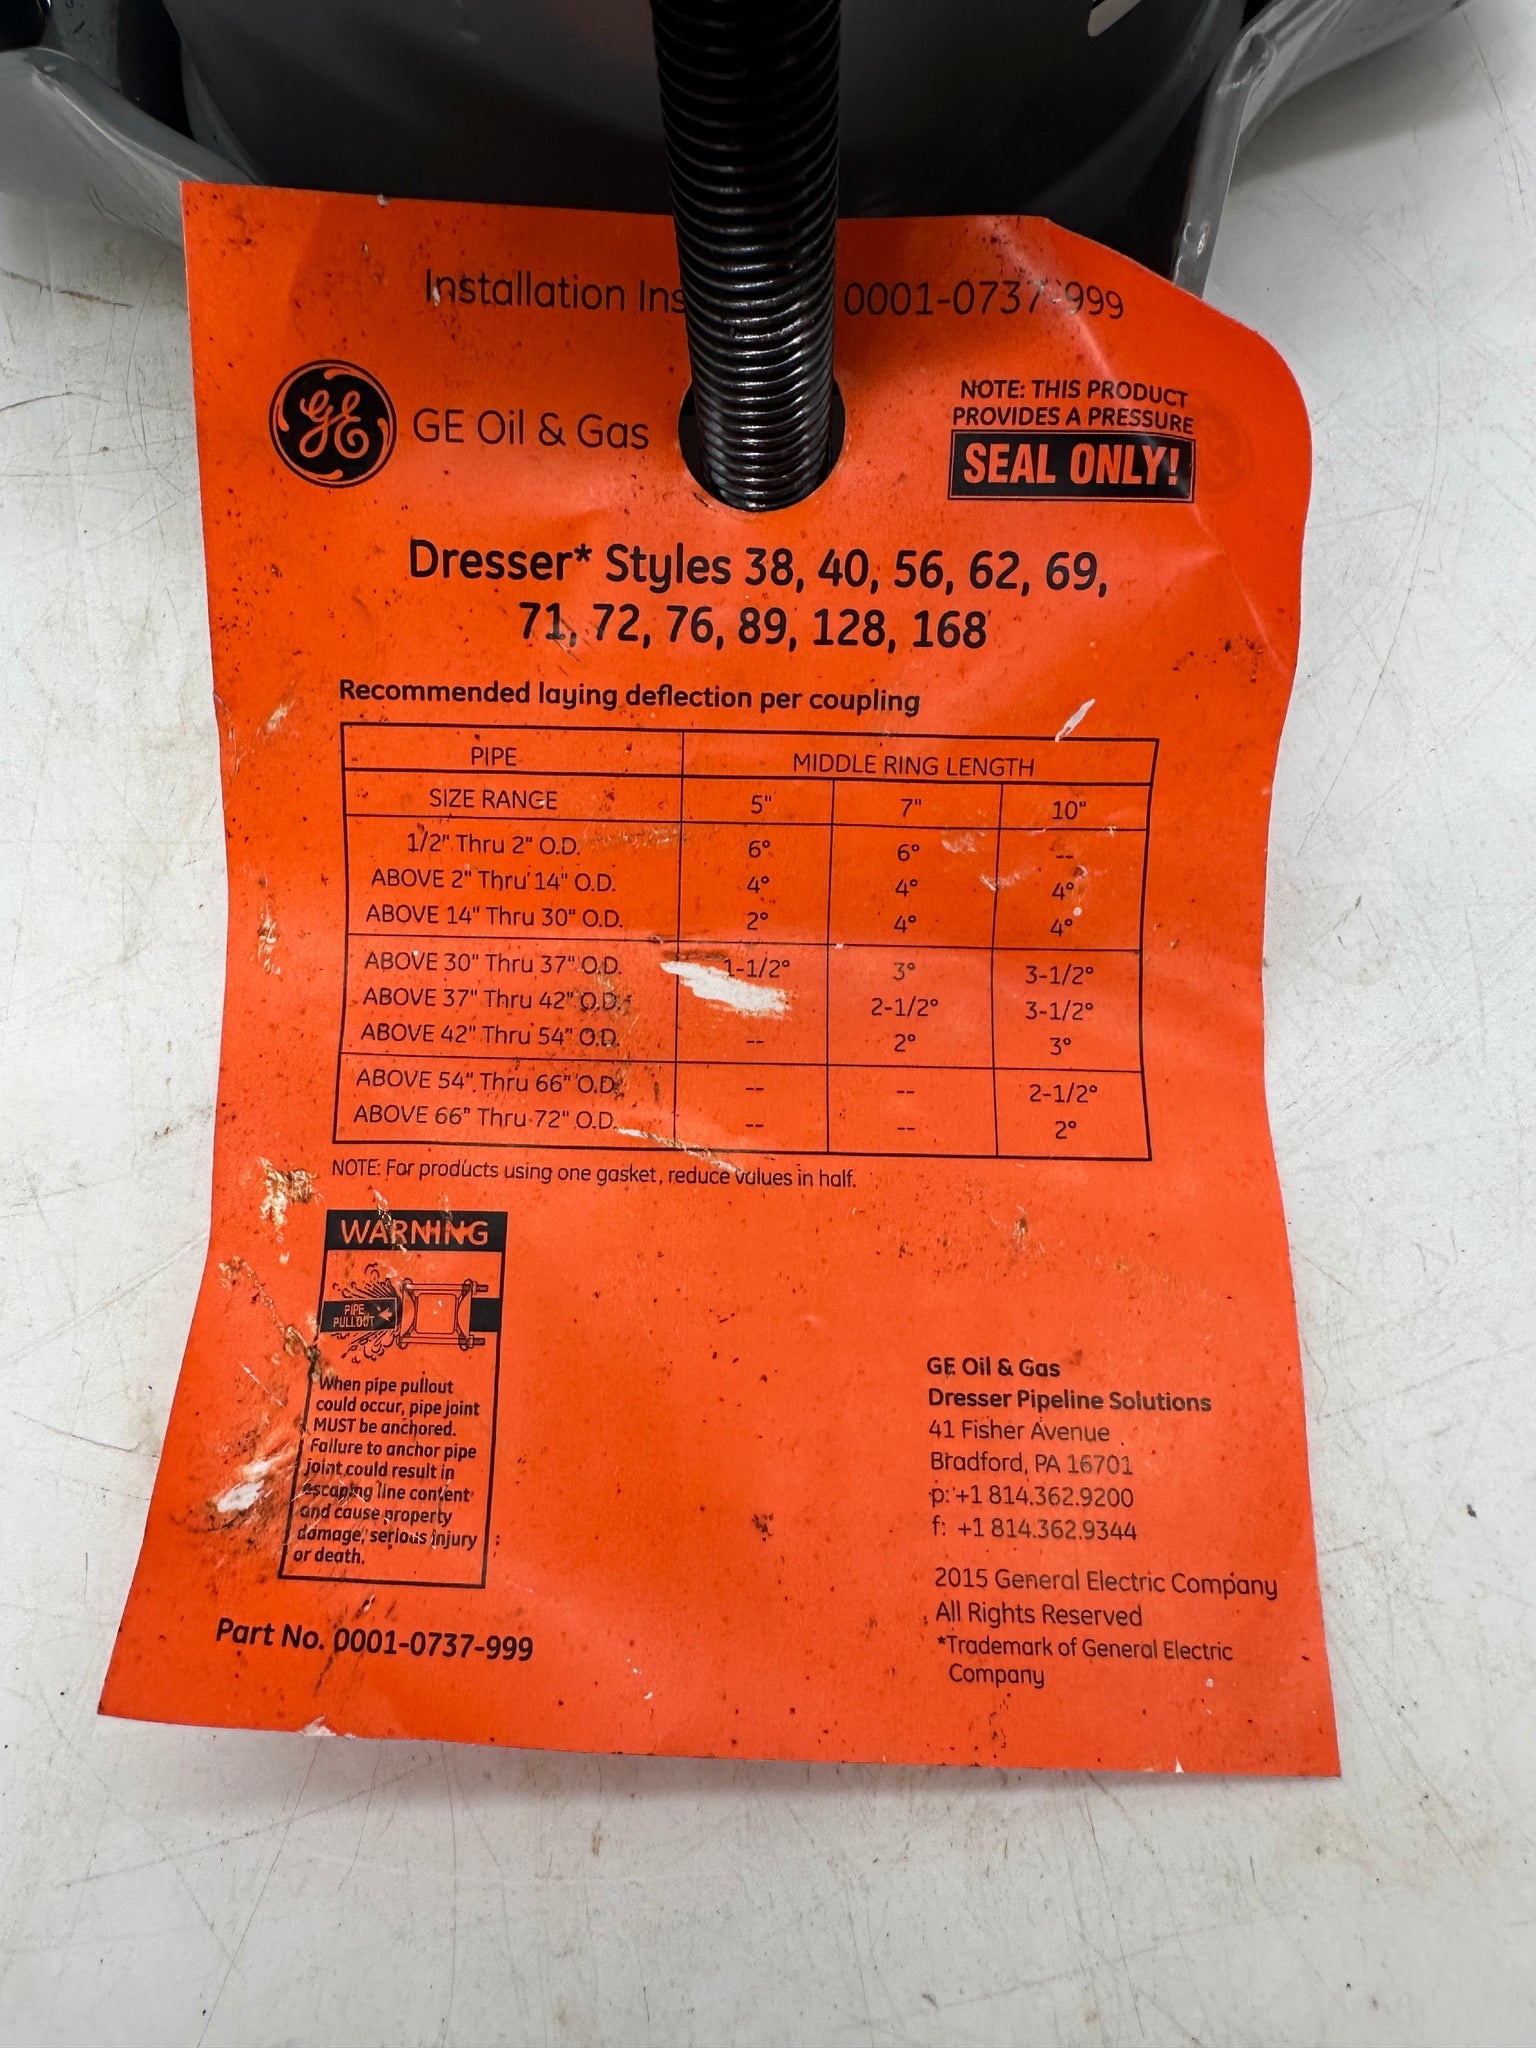 Installation Ins 0001-0737-999
GE GE Oil & Gas
NOTE: THIS PRODUCT
PROVIDES A PRESSURE
SEAL ONLY!
Dresser* Styles 38, 40, 56, 62, 69,
71, 72, 76, 89, 128, 168
Recommended laying deflection per coupling
PIPE MIDDLE RING LENGTH
SIZE RANGE 5" 7" 10"
1/2" Thru 2" O.D. 6° 6° --
ABOVE 2" Thru 14" O.D. 4° 4° 4°
ABOVE 14" Thru 30" O.D. 2° 4° 4°
ABOVE 30" Thru 37" O.D. 1-1/2° 3° 3-1/2°
ABOVE 37" Thru 42" O.D. 2-1/2° 3-1/2°
ABOVE 42" Thru 54" O.D. -- 2° 3°
ABOVE 54" Thru 66" O.D. -- -- 2-1/2°
ABOVE 66" Thru 72" O.D. -- -- 2°
NOTE: For products using one gasket, reduce values in half.
WARNING
PIPE
PULLOUT
When pipe pullout
could occur, pipe joint
MUST be anchored.
Failure to anchor pipe
joint could result in
escaping line content
and cause property
damage, serious injury
or death.
Part No. 0001-0737-999
GE Oil & Gas
Dresser Pipeline Solutions
41 Fisher Avenue
Bradford, PA 16701
p: +1 814.362.9200
f: +1 814.362.9344
2015 General Electric Company
All Rights Reserved
*Trademark of General Electric
Company